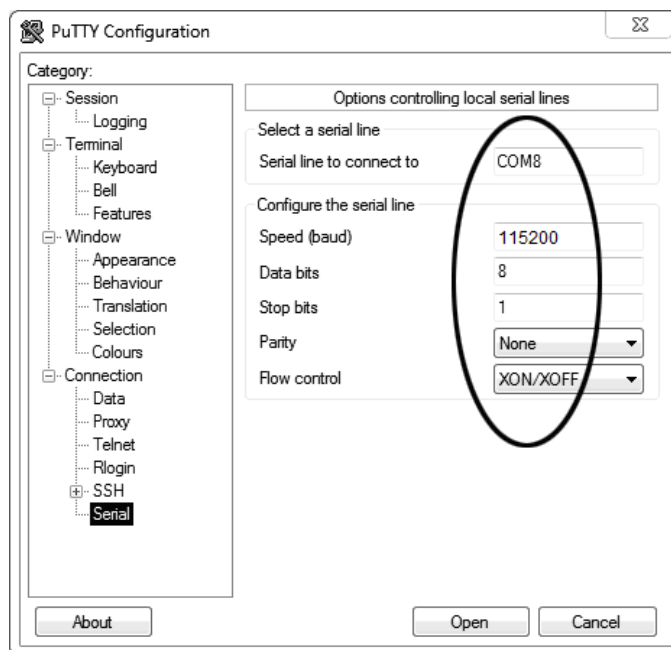 PuTTY Configuration
Category:
Session
Logging
Terminal
Keyboard
Bell
Features
Window
Appearance
Behaviour
Translation
Selection
Colours
Connection
Data
Proxy
Telnet
Rlogin
SSH
Serial
Options controlling local serial lines
Select a serial line
Serial line to connect to COM8
Configure the serial line
Speed (baud) 115200
Data bits 8
Stop bits 1
Parity None
Flow control XON/XOFF
About Open Cancel